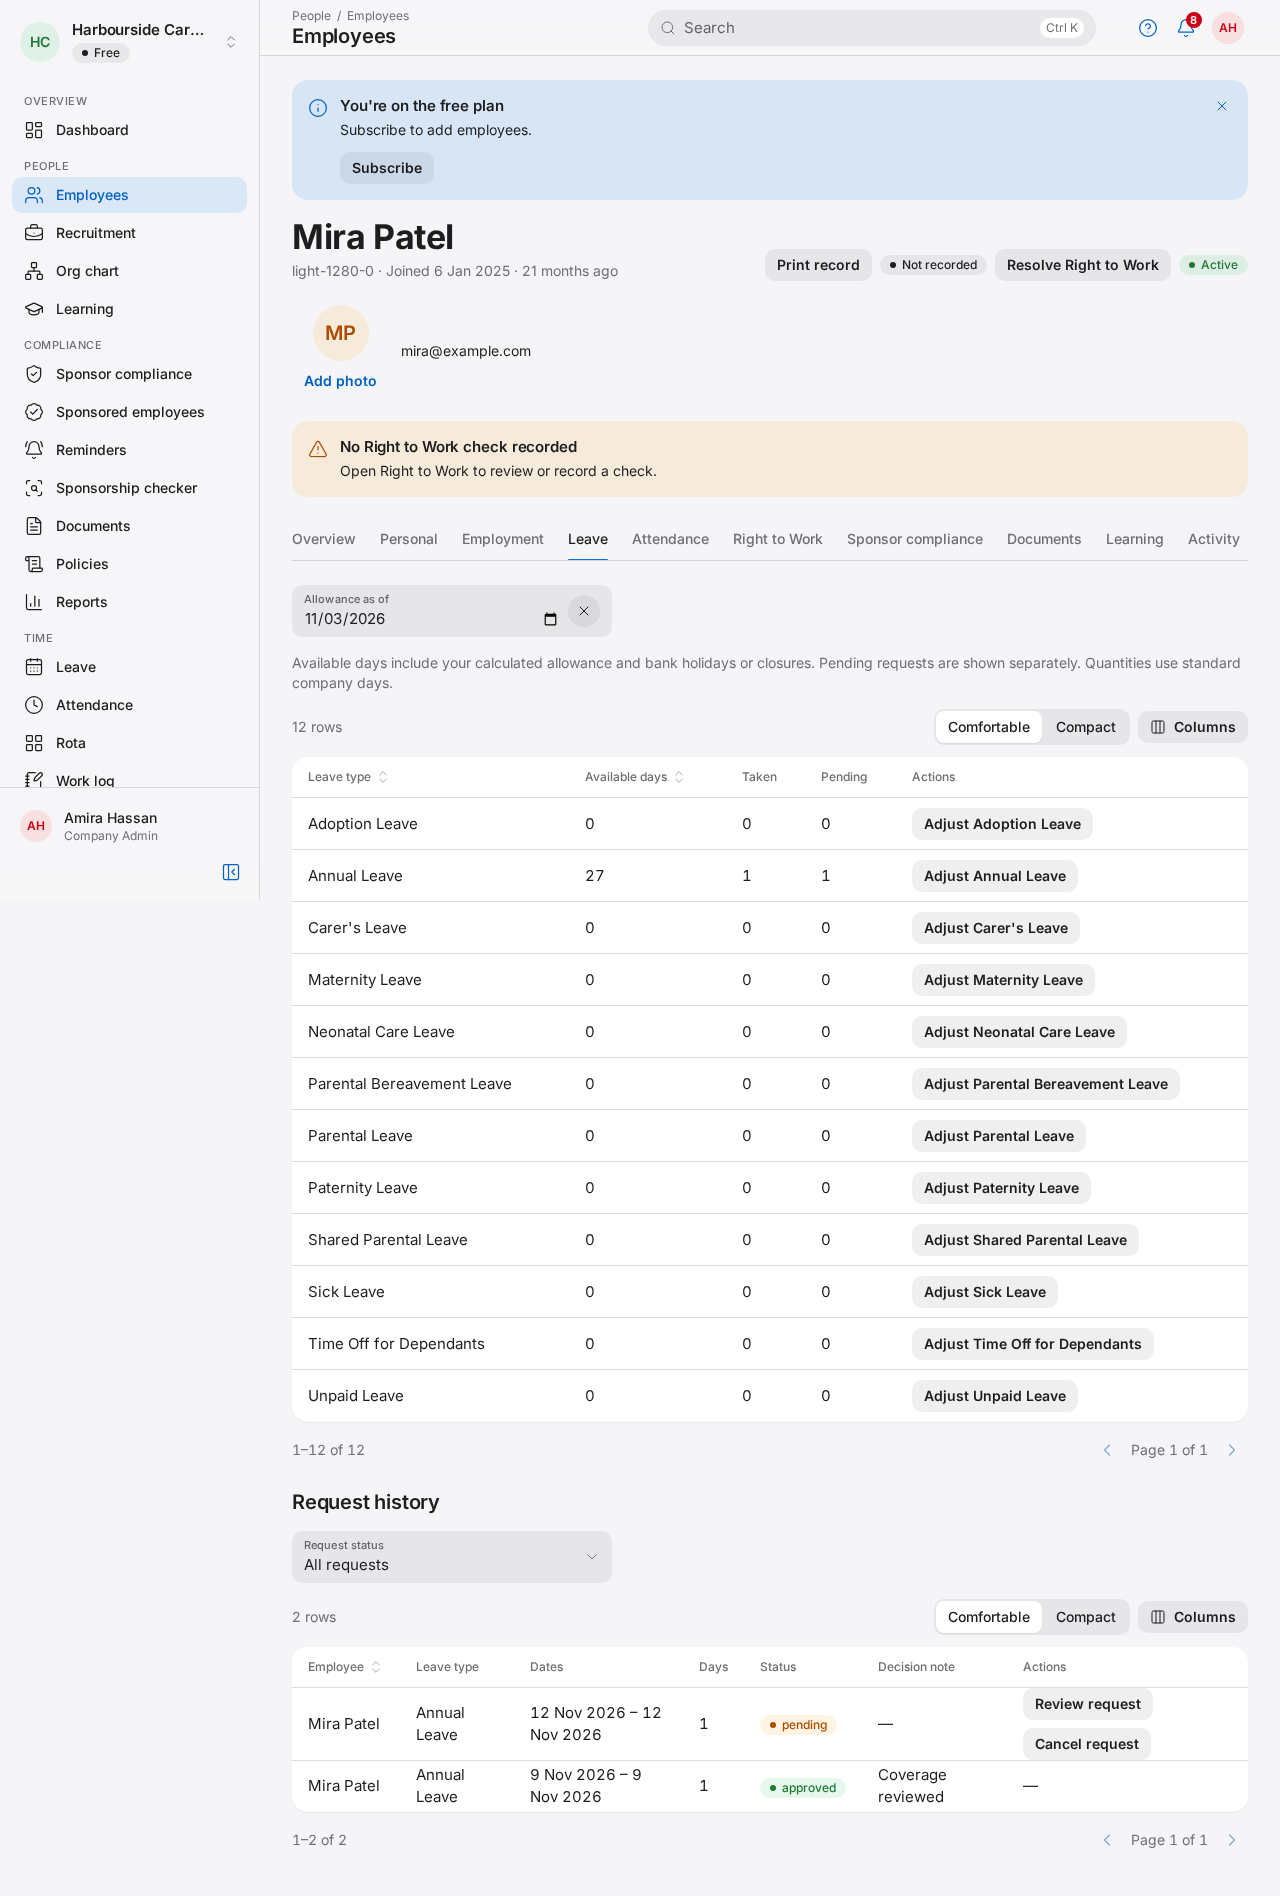 HC
Harbourside Car...
Free
OVERVIEW
Dashboard
PEOPLE
Employees
Recruitment
Org chart
Learning
COMPLIANCE
Sponsor compliance
Sponsored employees
Reminders
Sponsorship checker
Documents
Policies
Reports
TIME
Leave
Attendance
Rota
Work log
AH
Amira Hassan
Company Admin
People / Employees
Employees
Search
Ctrl K
8
AH
You're on the free plan
Subscribe to add employees.
Subscribe
Mira Patel
light-1280-0 · Joined 6 Jan 2025 · 21 months ago
Print record
Not recorded
Resolve Right to Work
Active
MP
Add photo
mira@example.com
No Right to Work check recorded
Open Right to Work to review or record a check.
Overview Personal Employment Leave Attendance Right to Work Sponsor compliance Documents Learning Activity
Allowance as of
11/03/2026
Available days include your calculated allowance and bank holidays or closures. Pending requests are shown separately. Quantities use standard
company days.
12 rows
Comfortable Compact Columns
Leave type Available days Taken Pending Actions
Adoption Leave 0 0 0 Adjust Adoption Leave
Annual Leave 27 1 1 Adjust Annual Leave
Carer's Leave 0 0 0 Adjust Carer's Leave
Maternity Leave 0 0 0 Adjust Maternity Leave
Neonatal Care Leave 0 0 0 Adjust Neonatal Care Leave
Parental Bereavement Leave 0 0 0 Adjust Parental Bereavement Leave
Parental Leave 0 0 0 Adjust Parental Leave
Paternity Leave 0 0 0 Adjust Paternity Leave
Shared Parental Leave 0 0 0 Adjust Shared Parental Leave
Sick Leave 0 0 0 Adjust Sick Leave
Time Off for Dependants 0 0 0 Adjust Time Off for Dependants
Unpaid Leave 0 0 0 Adjust Unpaid Leave
1–12 of 12
Page 1 of 1
Request history
Request status
All requests
2 rows
Comfortable Compact Columns
Employee Leave type Dates Days Status Decision note Actions
Mira Patel
Annual
Leave
12 Nov 2026 – 12
Nov 2026
1
pending
—
Review request
Cancel request
Mira Patel
Annual
Leave
9 Nov 2026 – 9
Nov 2026
1
approved
Coverage
reviewed
—
1–2 of 2
Page 1 of 1